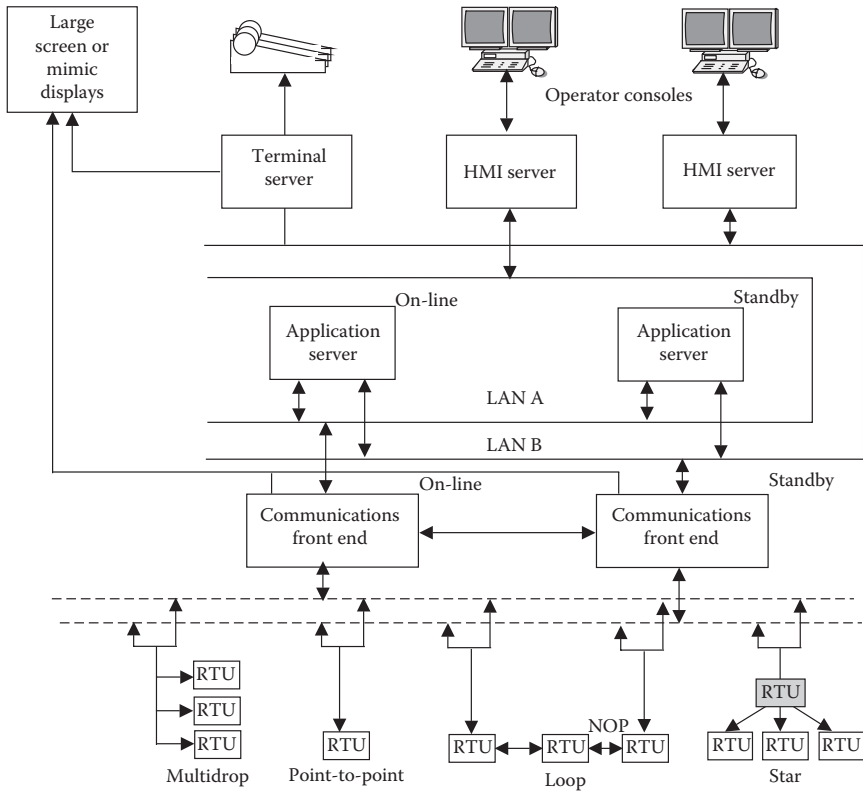 Large
screen or
mimic
displays
Operator consoles
Terminal
server
HMI server
HMI server
On-line
Standby
Application
server
Application
server
LAN A
LAN B
On-line
Standby
Communications
front end
Communications
front end
RTU
RTU
RTU
Multidrop
RTU
Point-to-point
RTU
RTU
NOP
RTU
Loop
RTU
RTU
RTU
RTU
Star